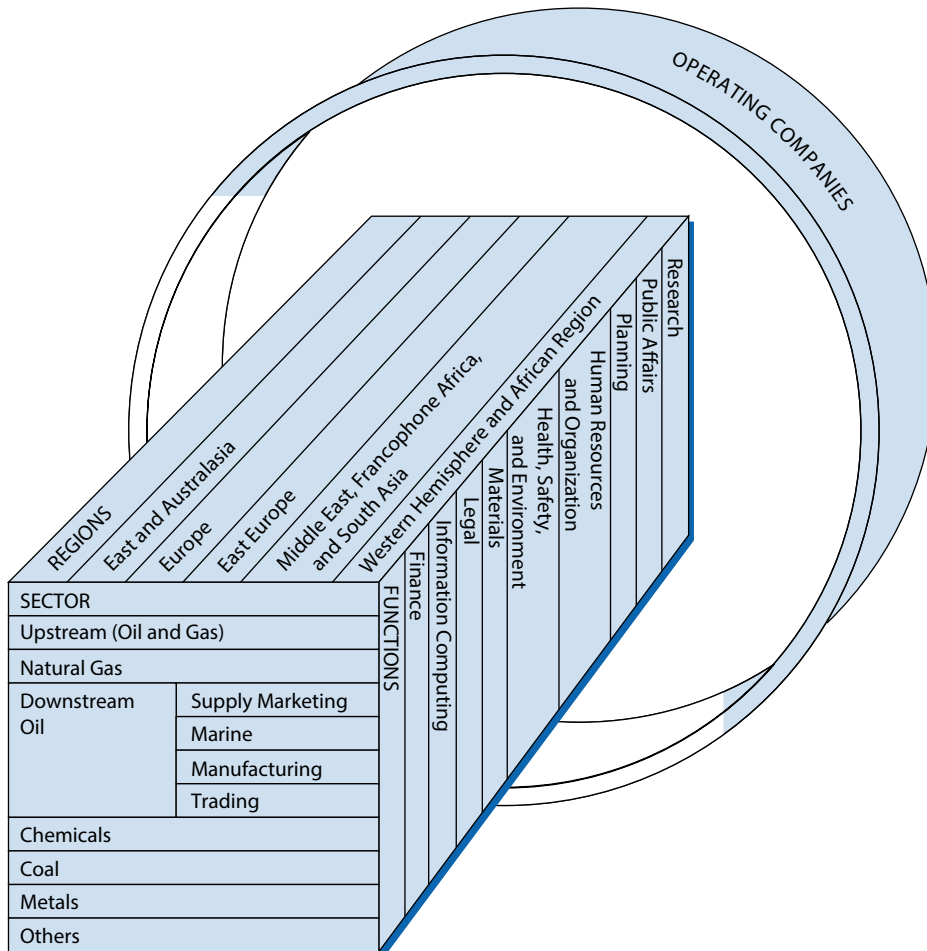 OPERATING COMPANIES
REGIONS
East and Australasia
Europe
East Europe
Middle East, Francophone Africa,
and South Asia
Western Hemisphere and African Region
SECTOR
Upstream (Oil and Gas)
Natural Gas
Downstream
Oil
Supply Marketing
Marine
Manufacturing
Trading
Chemicals
Coal
Metals
Others
FUNCTIONS
Finance
Information Computing
Legal
Materials
Health, Safety,
and Environment
Human Resources
and Organization
Planning
Public Affairs
Research